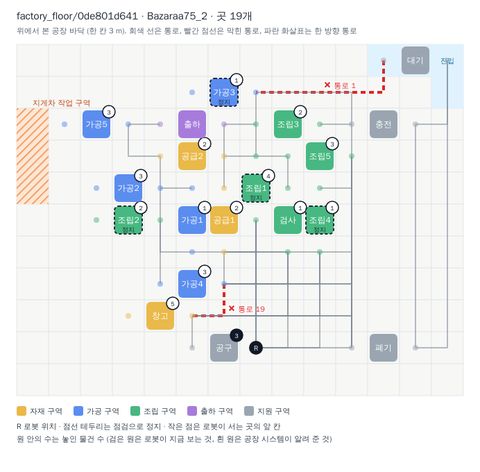 factory_floor/0de801d641 · Bazaraa75_2 · 곳 19개
위에서 본 공장 바닥 (한 칸 3 m). 회색 선은 통로, 빨간 점선은 막힌 통로, 파란 화살표는 한 방향 통로
대기
진입
1
가공3
정지
✖ 통로 1
지게차 작업 구역
3
가공5
출하
2
조립3
충전
2
공급2
3
조립5
3
가공2
4
조립1
정지
2
조립2
정지
1
가공1
2
공급1
1
검사
1
조립4
정지
3
가공4
5
창고
✖ 통로 19
3
공구
R
폐기
자재 구역
가공 구역
조립 구역
출하 구역
지원 구역
R 로봇 위치 · 점선 테두리는 점검으로 정지 · 작은 점은 로봇이 서는 곳의 앞 칸
원 안의 수는 놓인 물건 수 (검은 원은 로봇이 지금 보는 것, 흰 원은 공장 시스템이 알려 준 것)